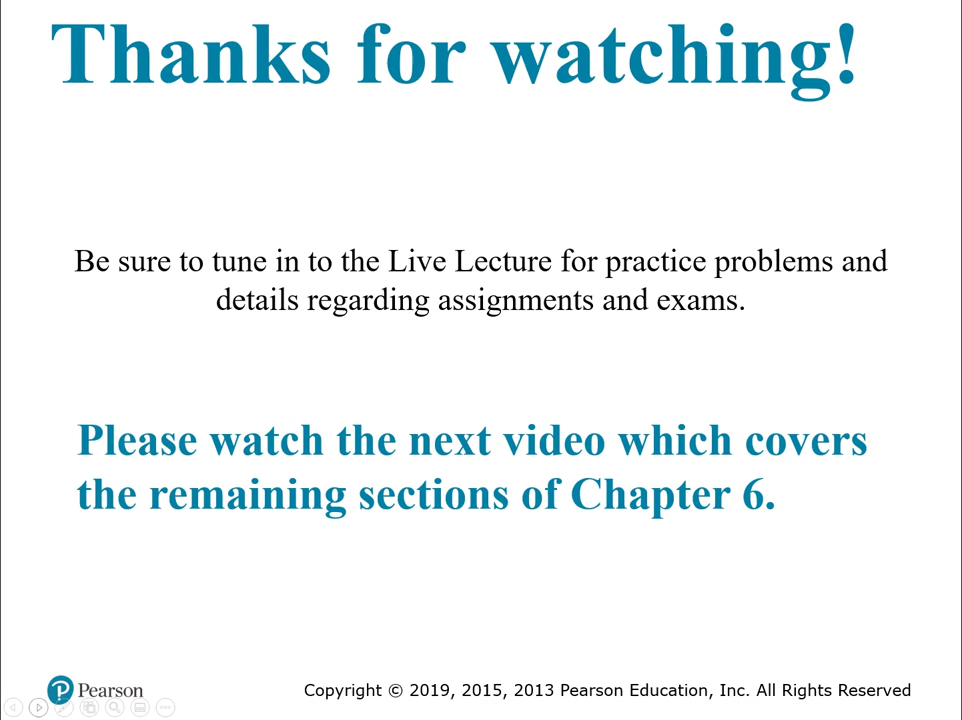 Thanks for watching!
Be sure to tune in to the Live Lecture for practice problems and
details regarding assignments and exams.
Please watch the next video which covers
the remaining sections of Chapter 6.
Pearson
Copyright © 2019, 2015, 2013 Pearson Education, Inc. All Rights Reserved